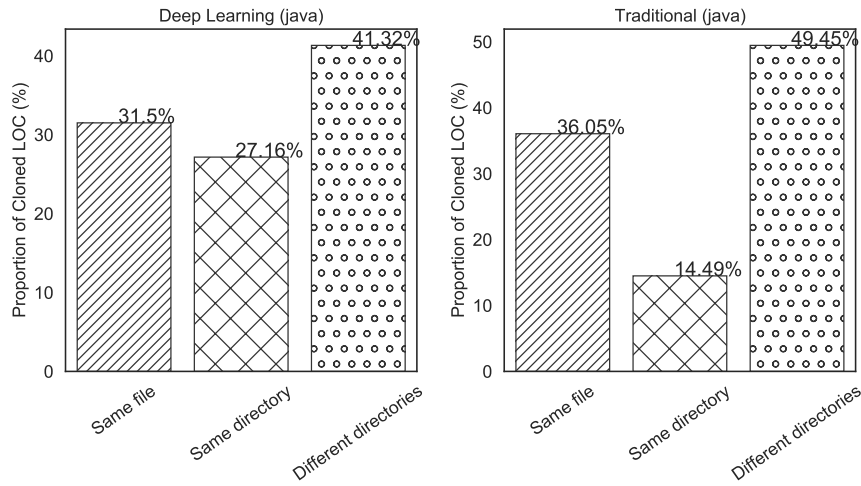 Deep Learning (java)
Proportion of Cloned LOC (%)
40
30
20
10
0
31.5%
27.16%
41.32%
Same file
Same directory
Different directories
Traditional (java)
Proportion of Cloned LOC (%)
50
40
30
20
10
0
36.05%
14.49%
49.45%
Same file
Same directory
Different directories